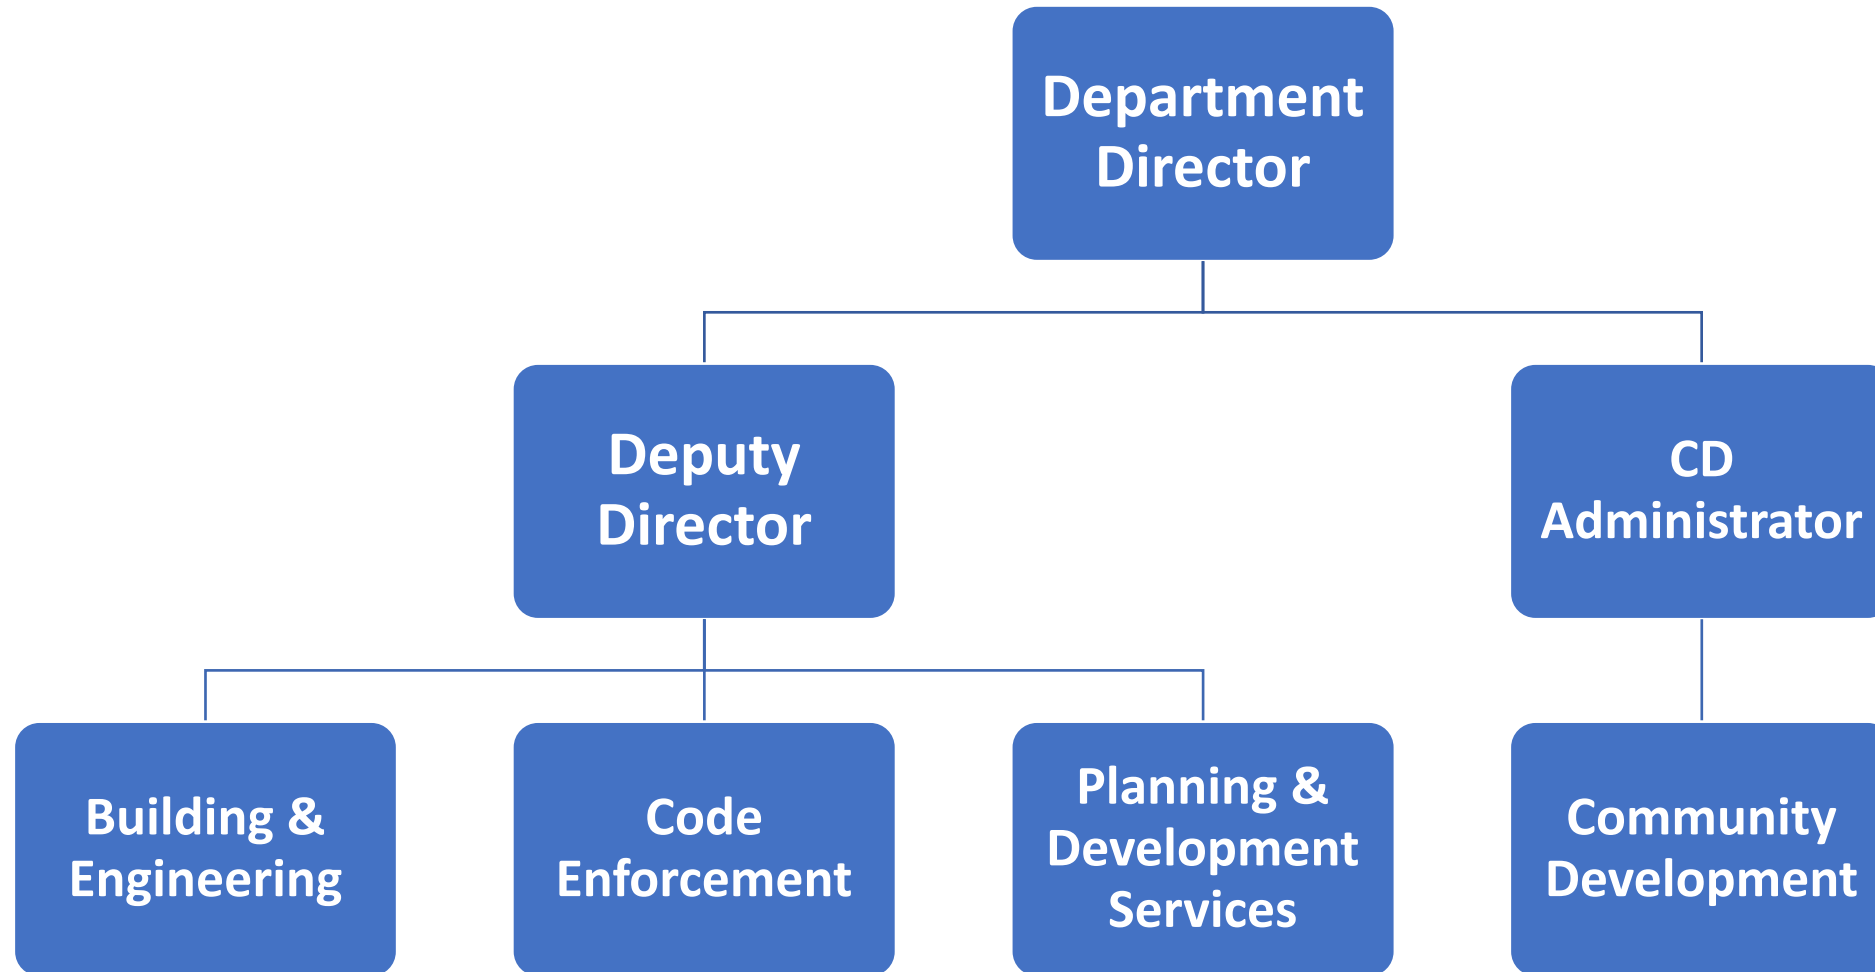 Department
Director
Deputy
Director
CD
Administrator
Building &
Engineering
Code
Enforcement
Planning &
Development
Services
Community
Development